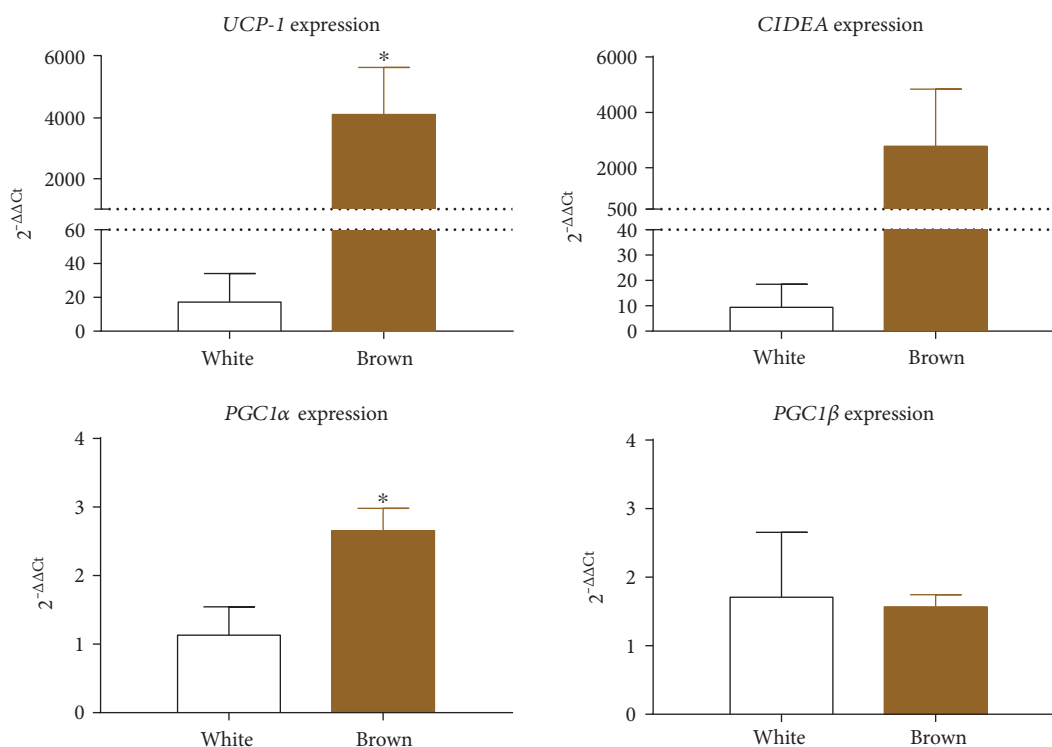 UCP-1 expression
*
6000
4000
2000
60
40
20
0
2^−ΔΔCt
White
Brown
CIDEA expression
6000
4000
2000
500
40
30
20
10
0
2^−ΔΔCt
White
Brown
PGC1α expression
*
4
3
2
1
0
2^−ΔΔCt
White
Brown
PGC1β expression
4
3
2
1
0
2^−ΔΔCt
White
Brown